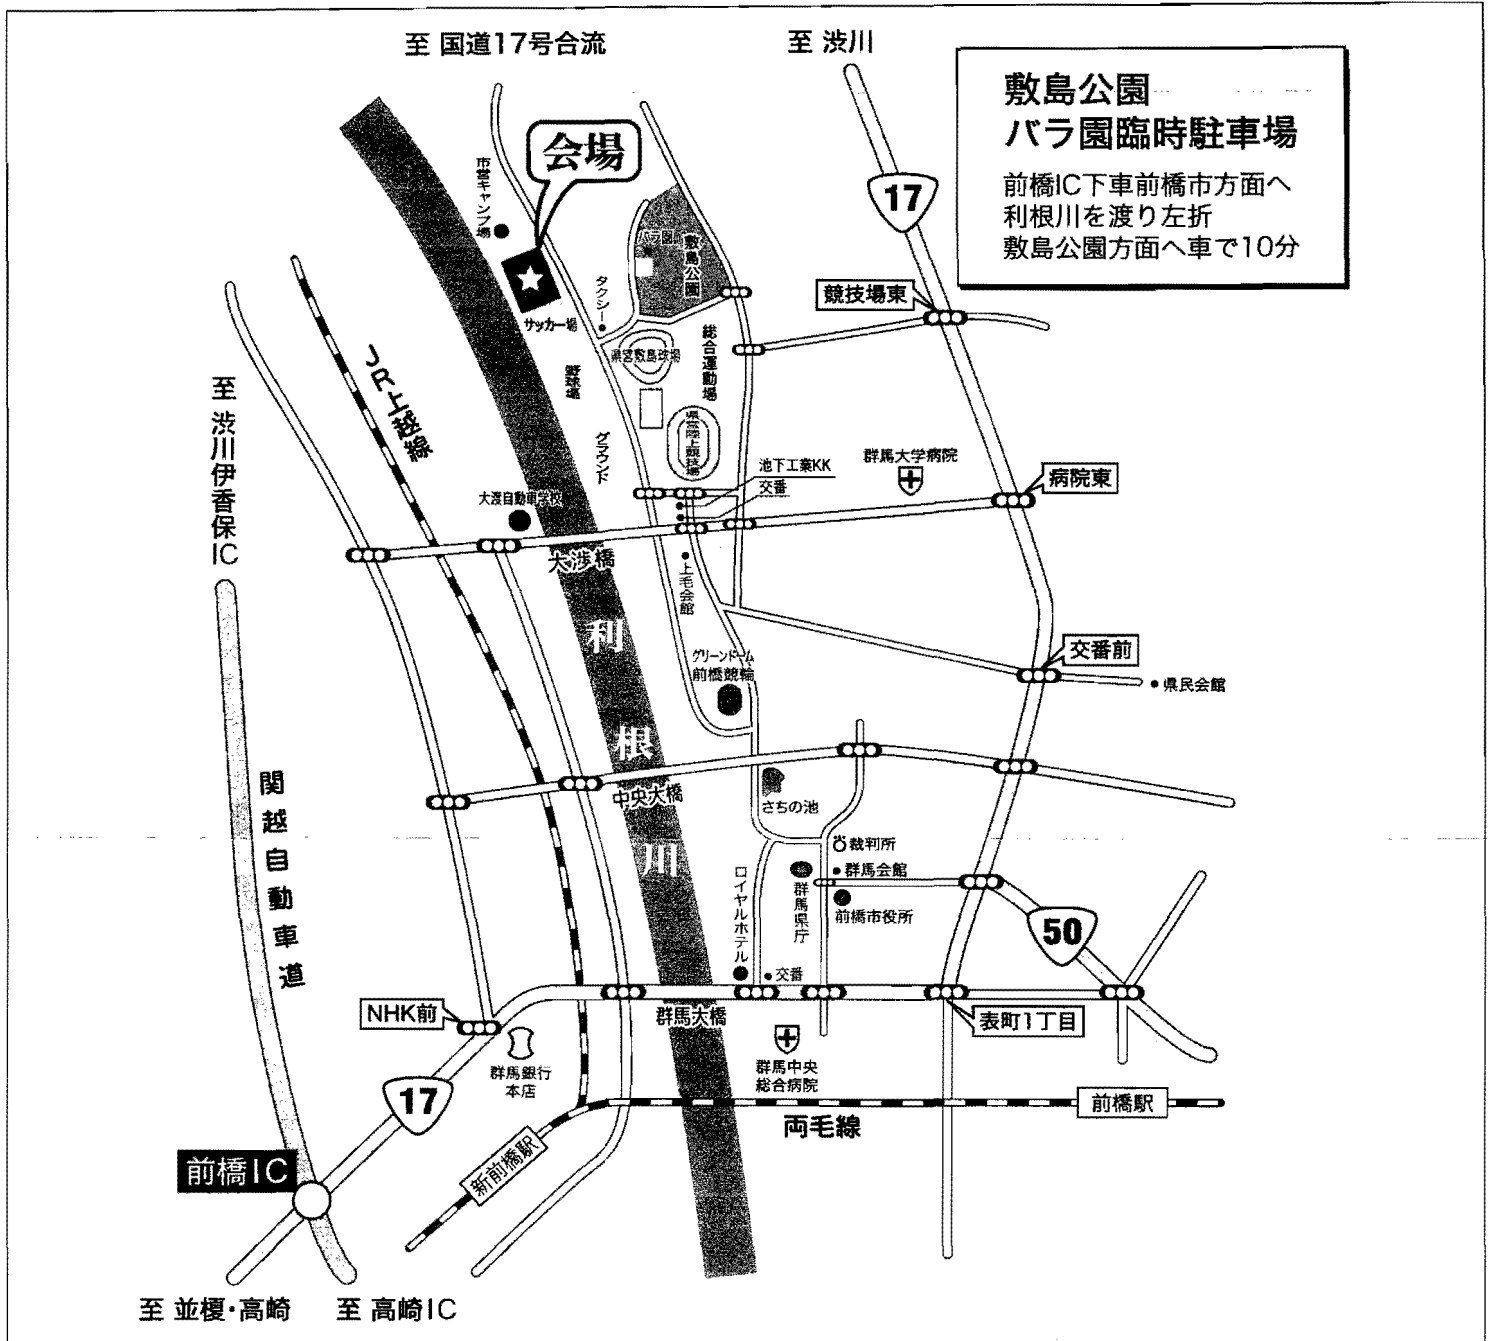 至 国道17号合流
至 渋川
敷島公園
バラ園臨時駐車場
前橋IC下車前橋市方面へ
利根川を渡り左折
敷島公園方面へ車で10分
会場
市営キャンプ場
17
バラ園
敷島公園
タクシー
サッカー場
競技場東
県営敷島球場
総合運動場
野球場
JR上越線
至 渋川伊香保IC
県営陸上競技場
グラウンド
池下工業KK
交番
群馬大学病院
病院東
大渡自動車学校
大渉橋
上毛会館
利根川
グリーンドーム
前橋競輪
交番前
県民会館
関越自動車道
中央大橋
さちの池
裁判所
群馬会館
群馬県庁
前橋市役所
ロイヤルホテル
50
交番
NHK前
群馬大橋
表町1丁目
群馬銀行
本店
群馬中央
総合病院
17
前橋駅
両毛線
新前橋駅
前橋IC
至 並榎・高崎
至 高崎IC